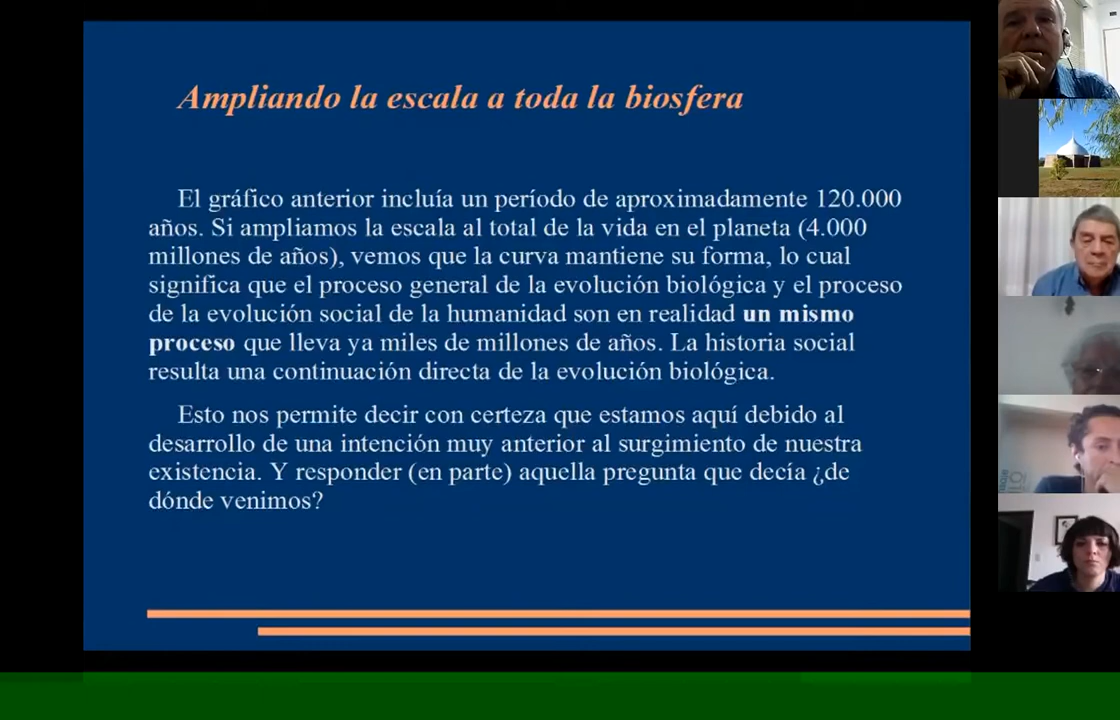 Ampliando la escala a toda la biosfera
El gráfico anterior incluía un período de aproximadamente 120.000
años. Si ampliamos la escala al total de la vida en el planeta (4.000
millones de años), vemos que la curva mantiene su forma, lo cual
significa que el proceso general de la evolución biológica y el proceso
de la evolución social de la humanidad son en realidad un mismo
proceso que lleva ya miles de millones de años. La historia social
resulta una continuación directa de la evolución biológica.
Esto nos permite decir con certeza que estamos aquí debido al
desarrollo de una intención muy anterior al surgimiento de nuestra
existencia. Y responder (en parte) aquella pregunta que decía ¿de
dónde venimos?